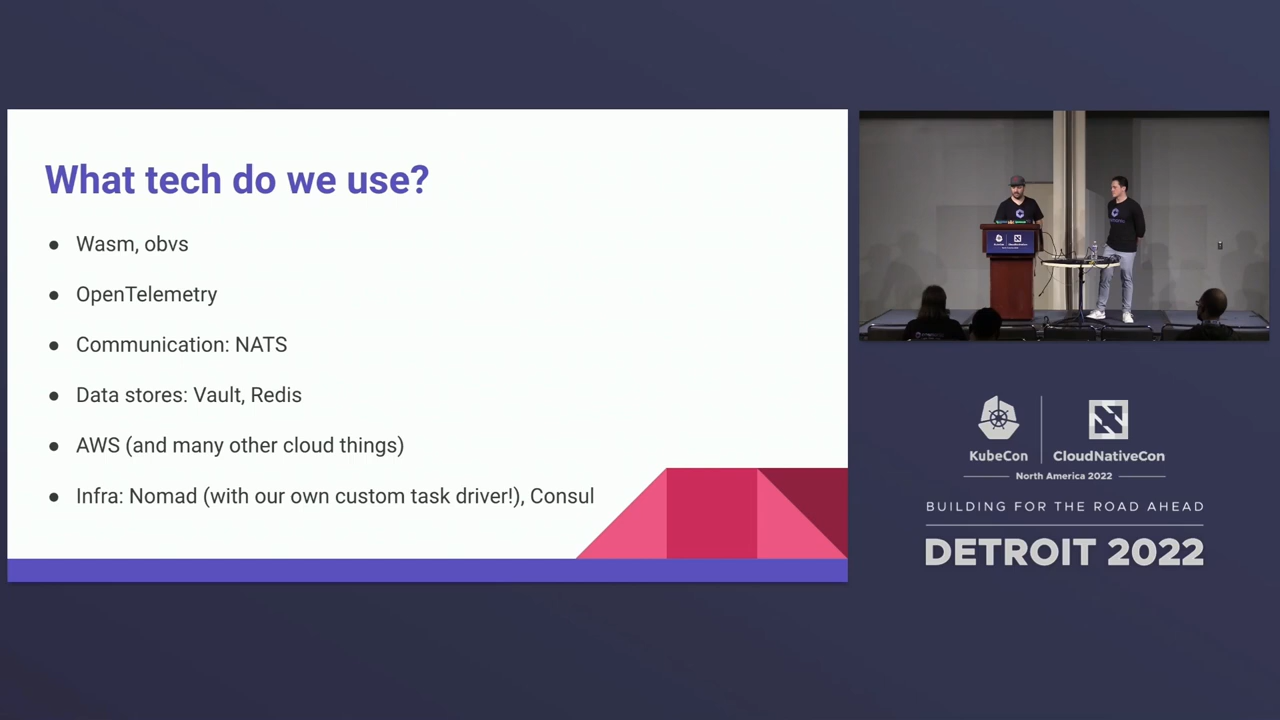 What tech do we use?
● Wasm, obvs
● OpenTelemetry
● Communication: NATS
● Data stores: Vault, Redis
● AWS (and many other cloud things)
● Infra: Nomad (with our own custom task driver!), Consul
KubeCon
CloudNativeCon
North America 2022
BUILDING FOR THE ROAD AHEAD
DETROIT 2022